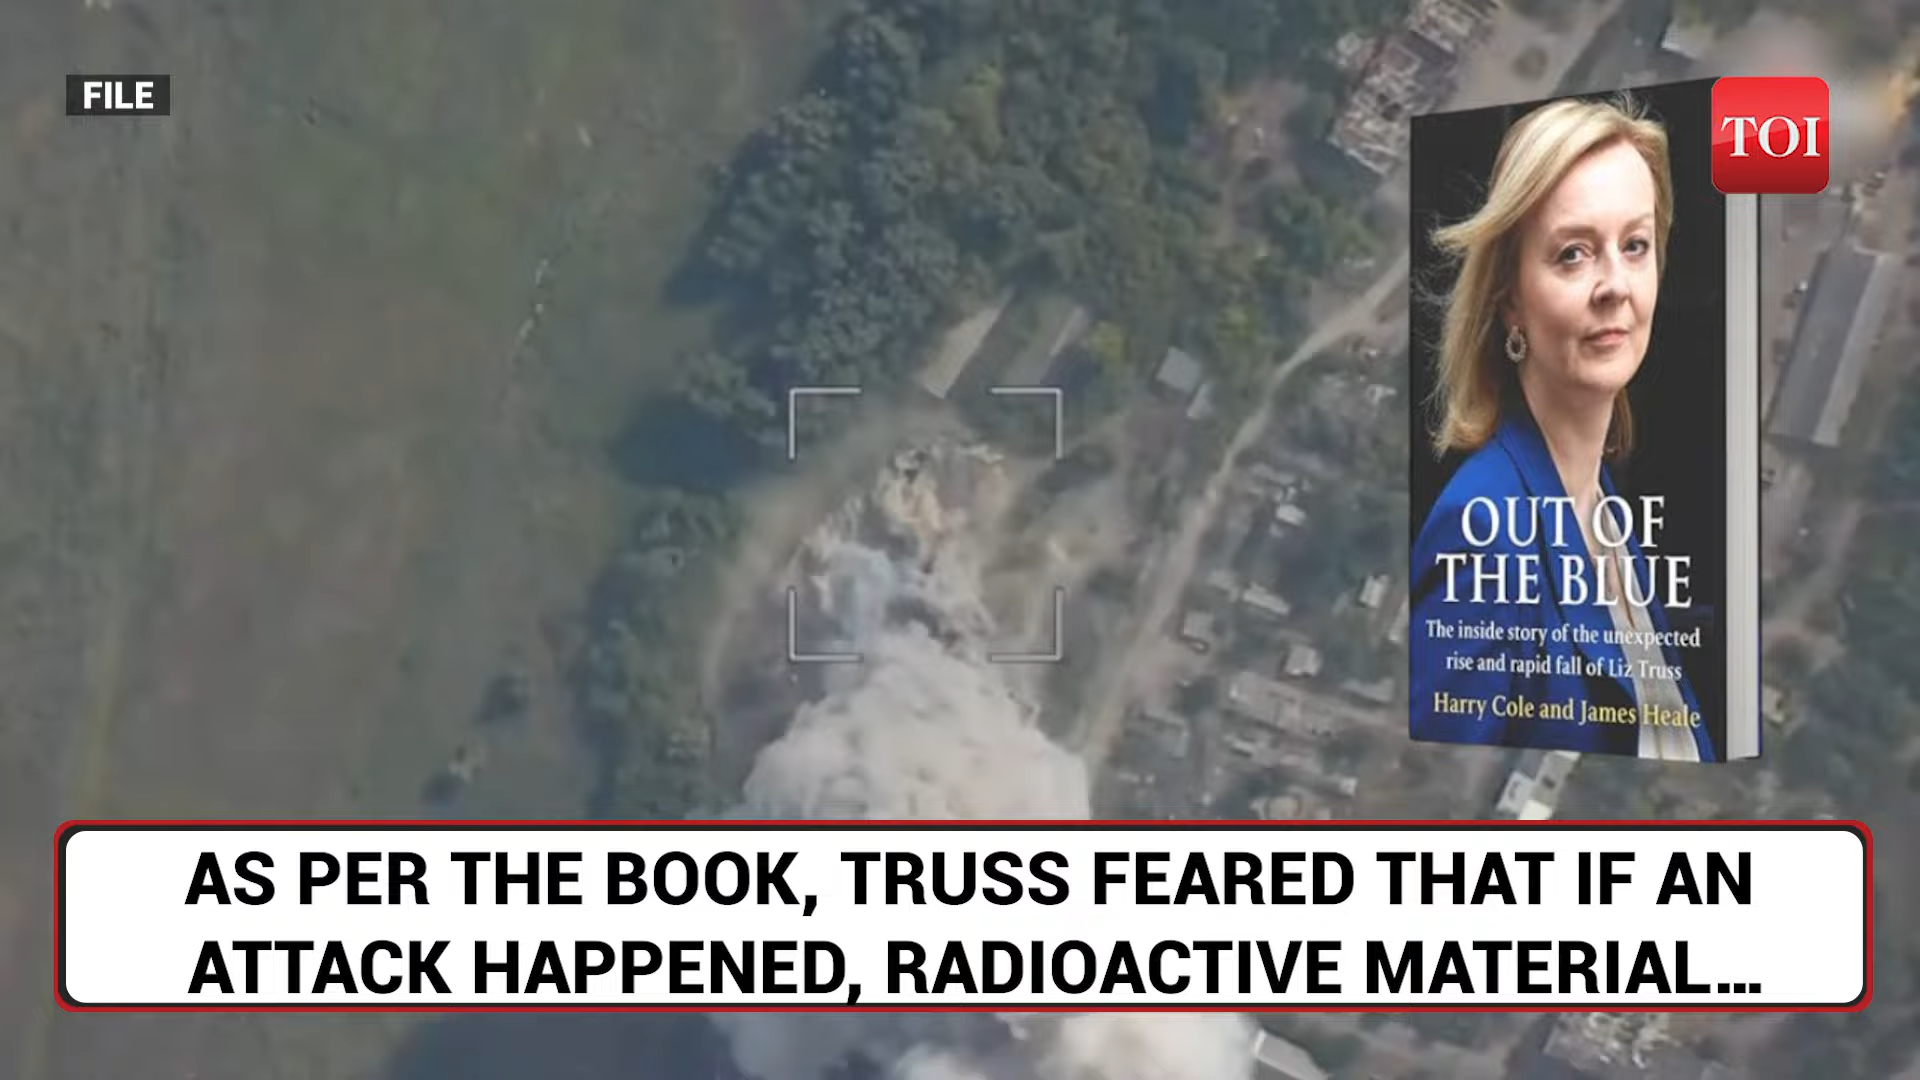 FILE
TOI
OUT OF
THE BLUE
The inside story of the unexpected
rise and rapid fall of Liz Truss
Harry Cole and James Heale
AS PER THE BOOK, TRUSS FEARED THAT IF AN
ATTACK HAPPENED, RADIOACTIVE MATERIAL...